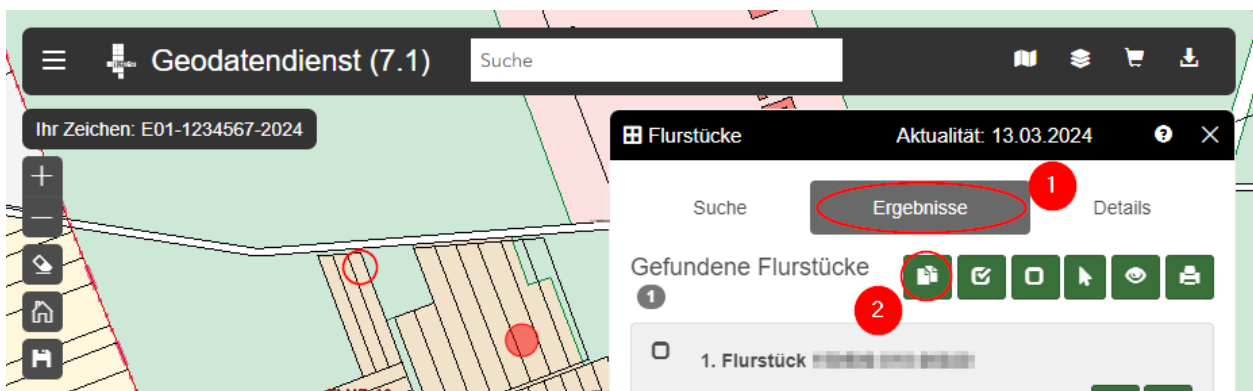 Geodatendienst (7.1)
Suche
Ihr Zeichen: E01-1234567-2024
Flurstücke
Aktualität: 13.03.2024
1
Suche
Ergebnisse
Details
Gefundene Flurstücke
1
2
1. Flurstück